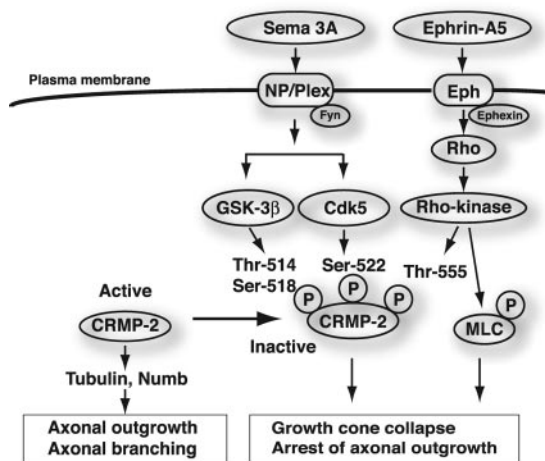 Sema 3A
Ephrin-A5
Plasma membrane
NP/Plex
Eph
Fyn
Ephexin
Rho
GSK-3β
Cdk5
Rho-kinase
Thr-514
Ser-518
Ser-522
Thr-555
P
P
P
P
Active
CRMP-2
CRMP-2
MLC
Inactive
Tubulin, Numb
Axonal outgrowth
Axonal branching
Growth cone collapse
Arrest of axonal outgrowth